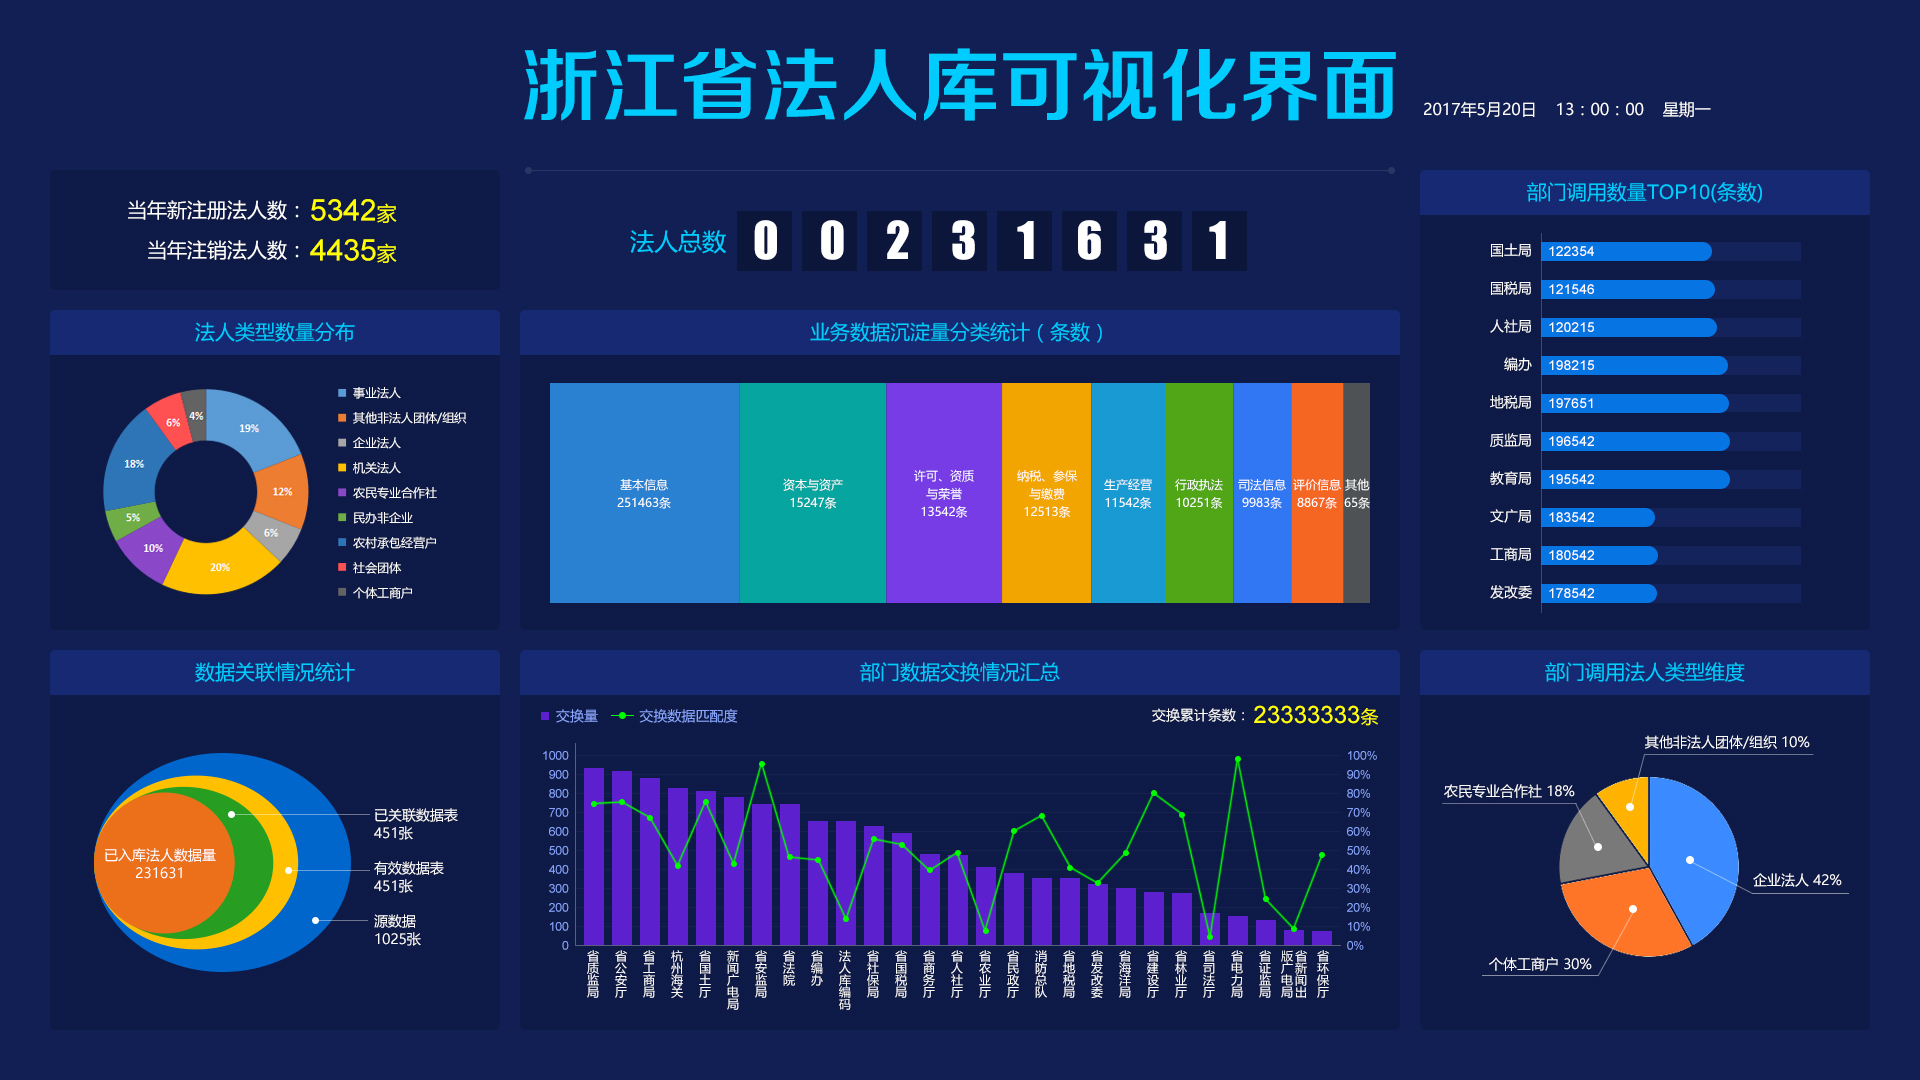 浙江省法人库可视化界面
2017年5月20日 13：00：00 星期一
当年新注册法人数：5342家
当年注销法人数：4435家
法人总数 0 0 2 3 1 6 3 1
部门调用数量TOP10(条数)
国土局 122354
国税局 121546
人社局 120215
编办 198215
地税局 197651
质监局 196542
教育局 195542
文广局 183542
工商局 180542
发改委 178542
法人类型数量分布
19%
12%
6%
20%
10%
5%
18%
6%
4%
事业法人
其他非法人团体/组织
企业法人
机关法人
农民专业合作社
民办非企业
农村承包经营户
社会团体
个体工商户
业务数据沉淀量分类统计（条数）
基本信息
251463条
资本与资产
15247条
许可、资质
与荣誉
13542条
纳税、参保
与缴费
12513条
生产经营
11542条
行政执法
10251条
司法信息
9983条
评价信息
8867条
其他
65条
数据关联情况统计
已入库法人数据量
231631
已关联数据表
451张
有效数据表
451张
源数据
1025张
部门数据交换情况汇总
交换量 交换数据匹配度
交换累计条数：23333333条
1000
900
800
700
600
500
400
300
200
100
0
100%
90%
80%
70%
60%
50%
40%
30%
20%
10%
0%
省质监局
省公安厅
省工商局
杭州海关
省国土厅
新闻广电局
省安监局
省法院
省编办
法人库编码
省社保局
省国税局
省商务厅
省人社厅
省农业厅
省民政厅
消防总队
省地税局
省发改委
省海洋局
省建设厅
省林业厅
省司法厅
省电力局
省证监局
省新闻出
版广电局
省环保厅
部门调用法人类型维度
其他非法人团体/组织 10%
农民专业合作社 18%
企业法人 42%
个体工商户 30%